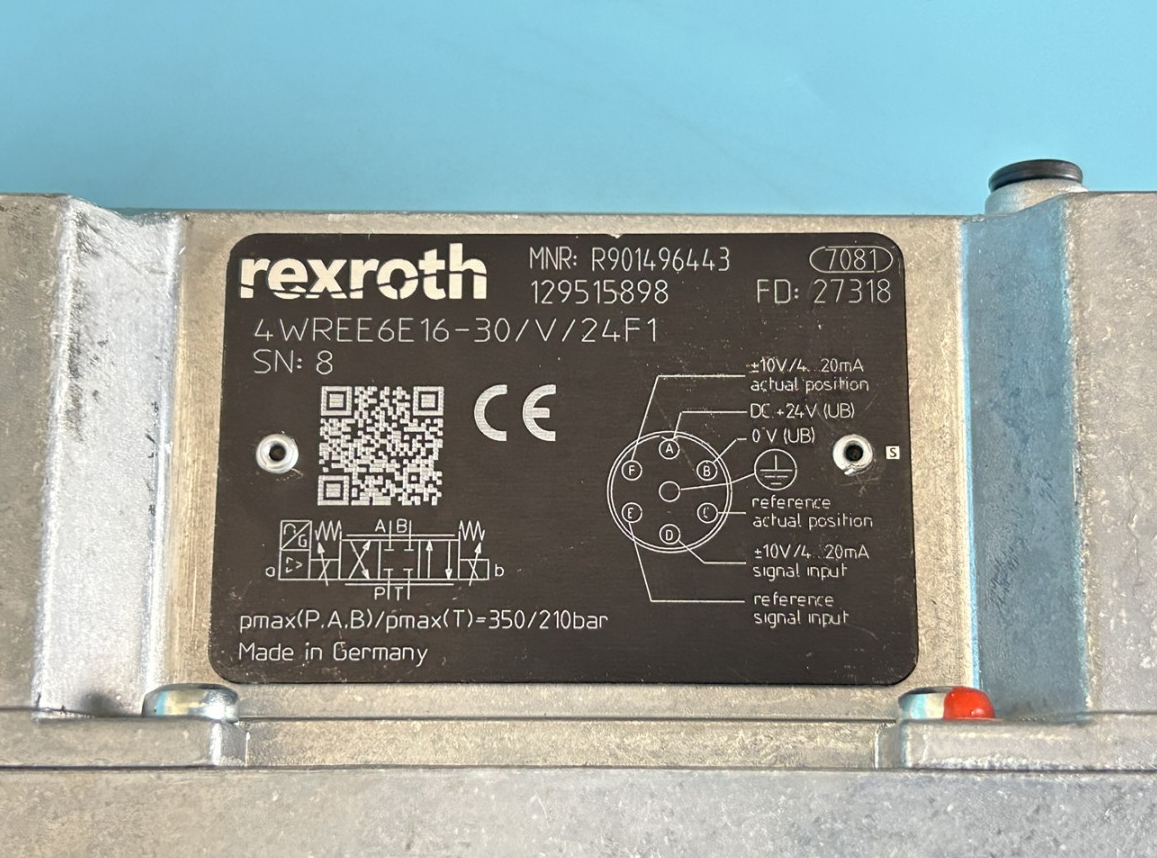 rexroth
MNR: R901496443
7081
129515898
FD: 27318
4WREE6E16-30/V/24F1
SN: 8
CE
±10V/4...20mA
actual position
DC +24V (UB)
0 V (UB)
A
B
F
S
E
C
D
reference
actual position
±10V/4...20mA
signal input
reference
signal input
A B
G
a
b
P T
pmax(P,A,B)/pmax(T)=350/210bar
Made in Germany